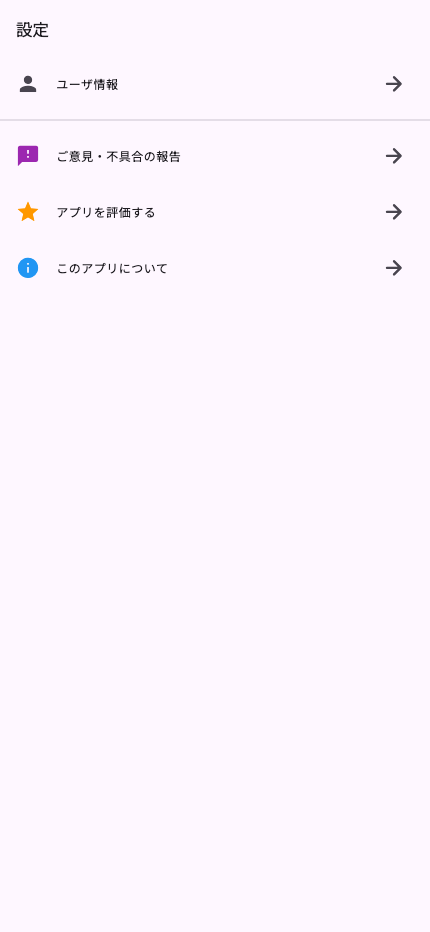 設定
ユーザ情報
ご意見・不具合の報告
アプリを評価する
このアプリについて